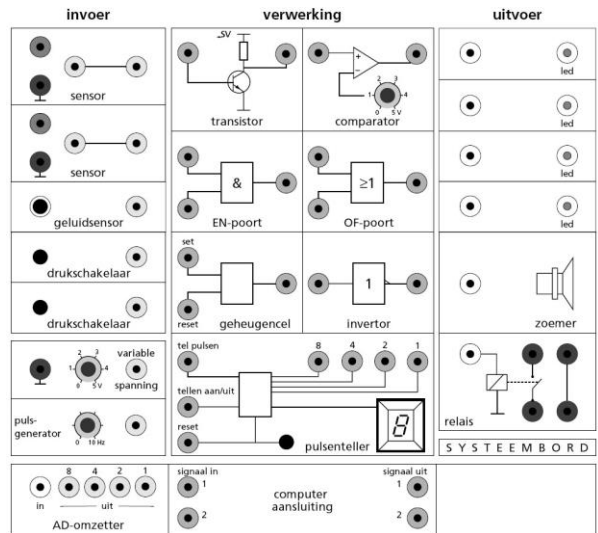 invoer
verwerking
uitvoer
sensor
sensor
geluidsensor
drukschakelaar
drukschakelaar
2 3
1 4
0 5 V
variable
spanning
puls-
generator
0 10 Hz
5V
transistor
+
-
2 3
1 4
0 5 V
comparator
&
EN-poort
≥1
OF-poort
set
reset
geheugencel
1
invertor
tel pulsen
8 4 2 1
tellen aan/uit
reset
8
pulsenteller
led
led
led
led
zoemer
relais
SYSTEEMBORD
8 4 2 1
in uit
AD-omzetter
signaal in
1
2
computer
aansluiting
signaal uit
1
2